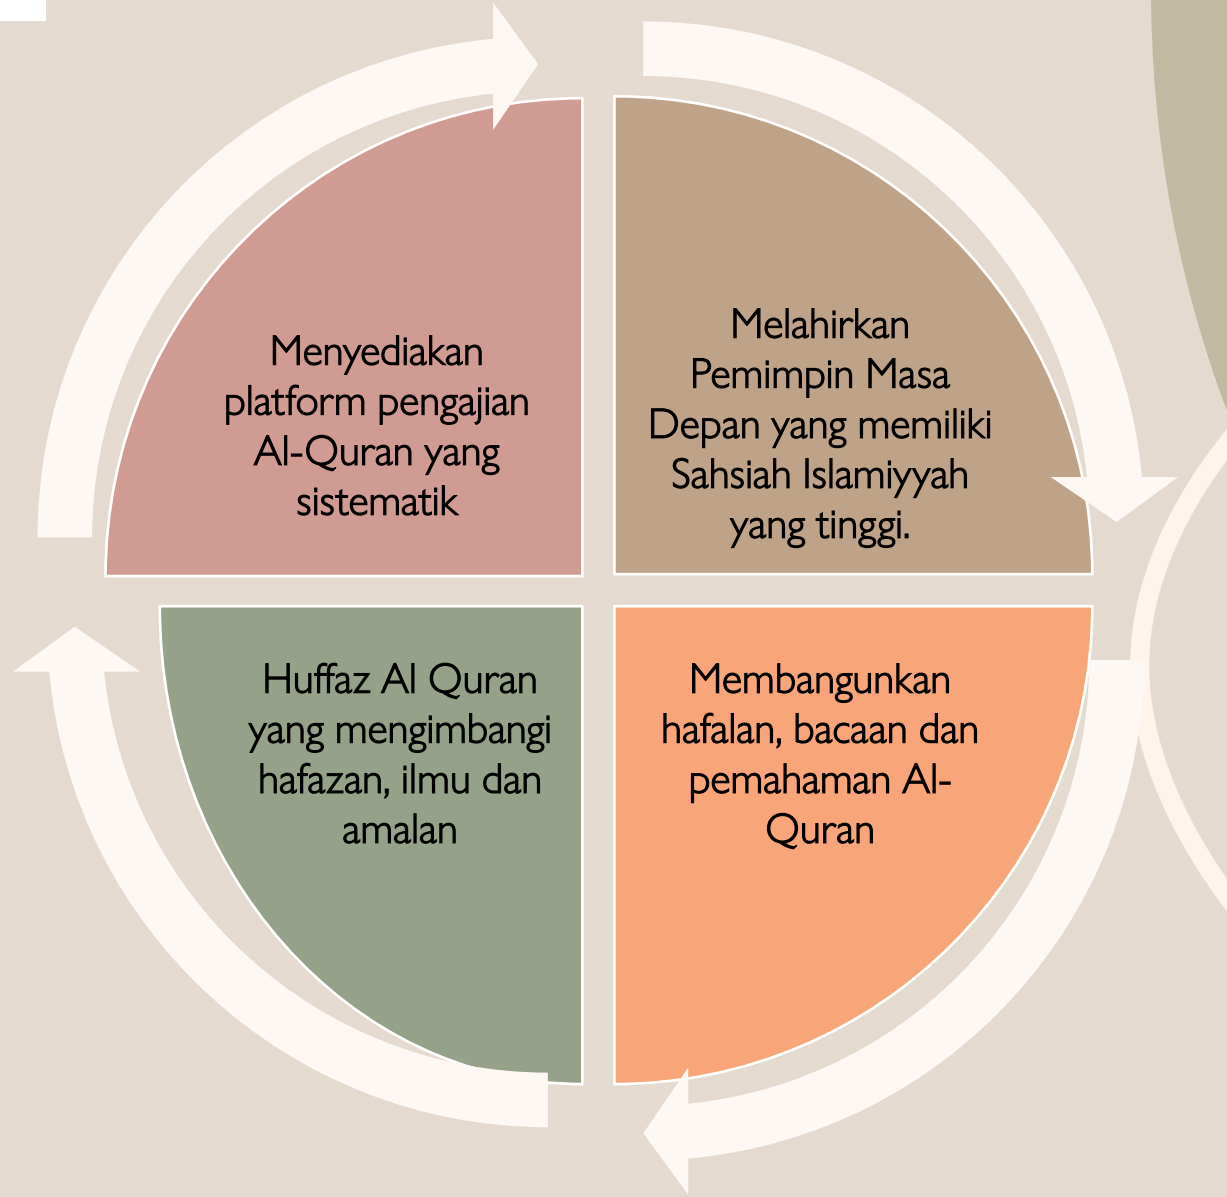 Menyediakan
platform pengajian
Al-Quran yang
sistematik
Melahirkan
Pemimpin Masa
Depan yang memiliki
Sahsiah Islamiyyah
yang tinggi.
Huffaz Al Quran
yang mengimbangi
hafazan, ilmu dan
amalan
Membangunkan
hafalan, bacaan dan
pemahaman Al-
Quran